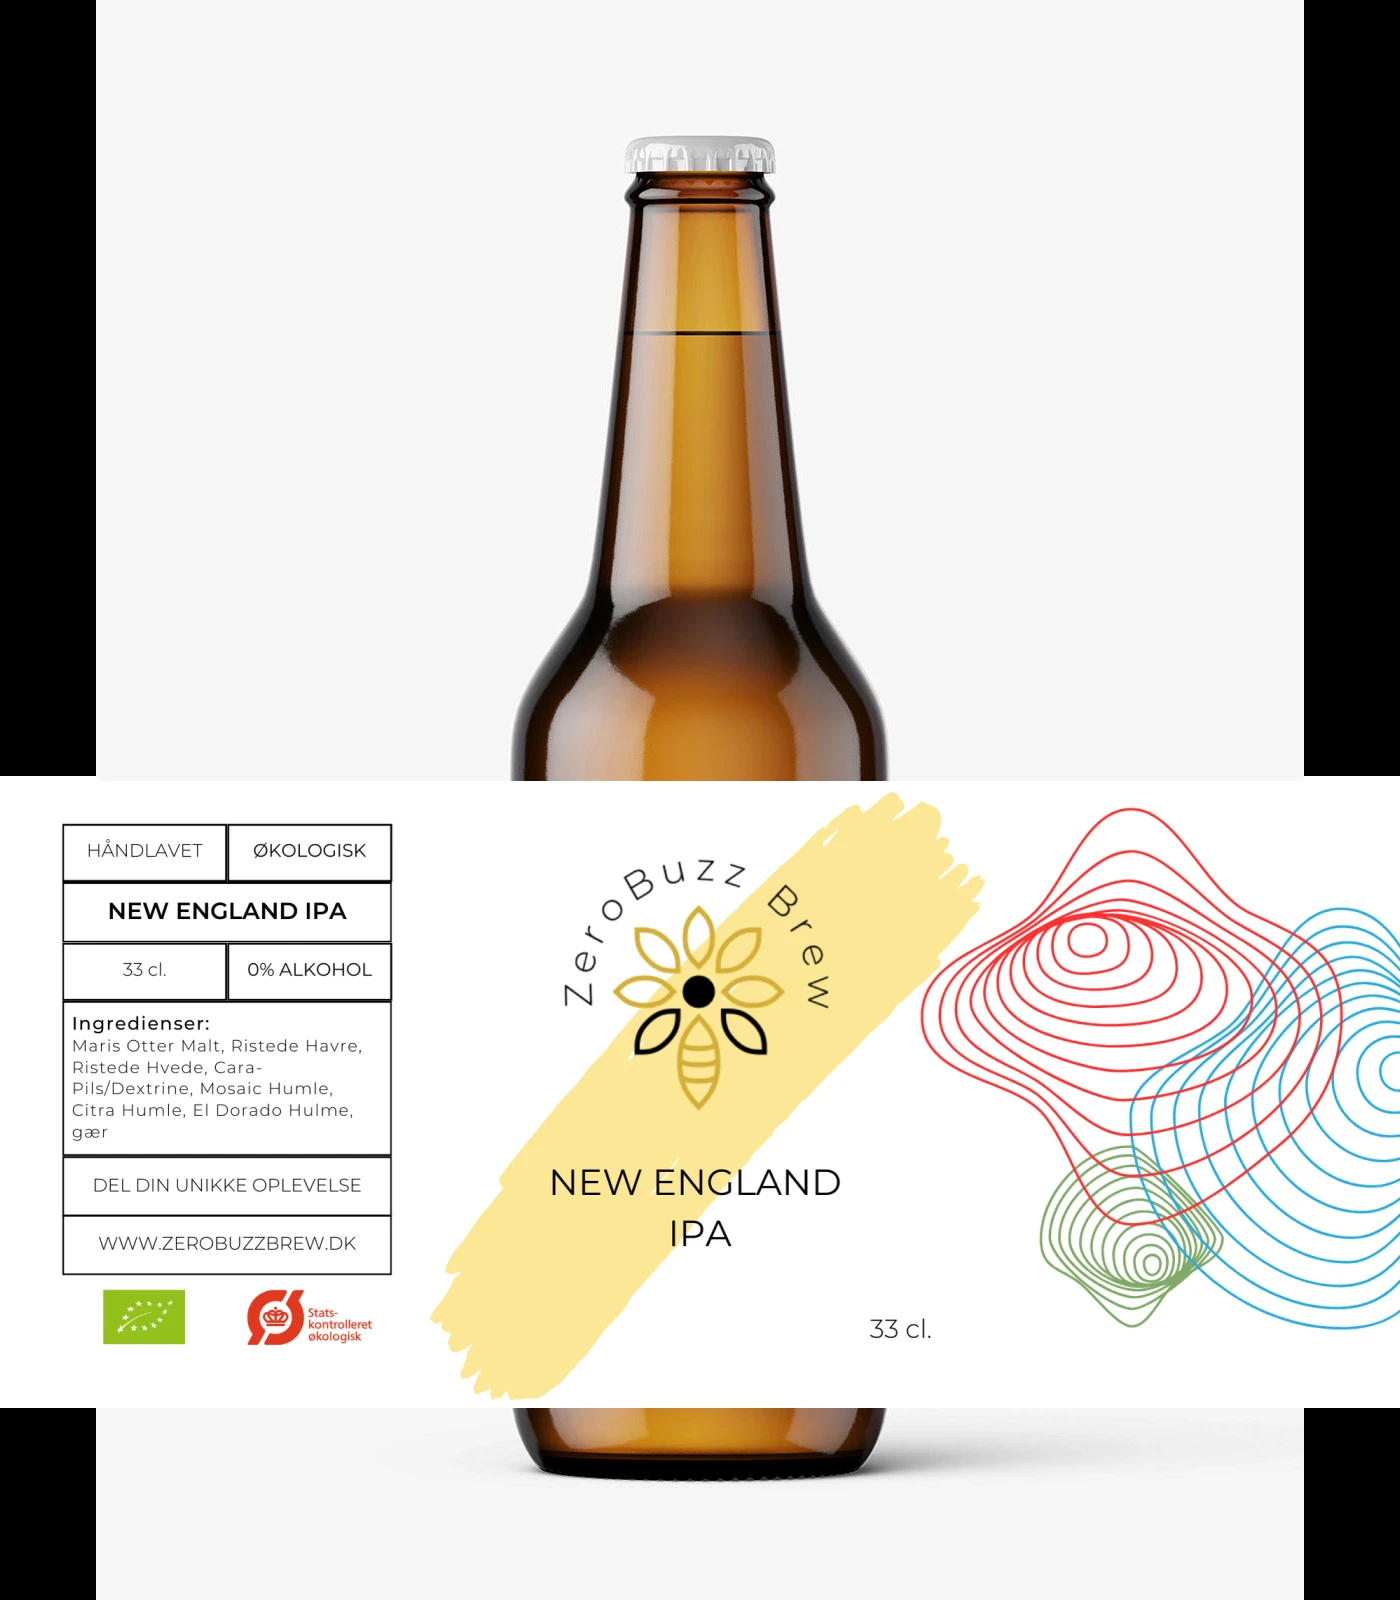 HÅNDLAVET
ØKOLOGISK
NEW ENGLAND IPA
33 cl.
0% ALKOHOL
Ingredienser:
Maris Otter Malt, Ristede Havre,
Ristede Hvede, Cara-
Pils/Dextrine, Mosaic Humle,
Citra Humle, El Dorado Hulme,
gær
DEL DIN UNIKKE OPLEVELSE
WWW.ZEROBUZZBREW.DK
Stats-
kontrolleret
økologisk
ZeroBuzz Brew
NEW ENGLAND
IPA
33 cl.